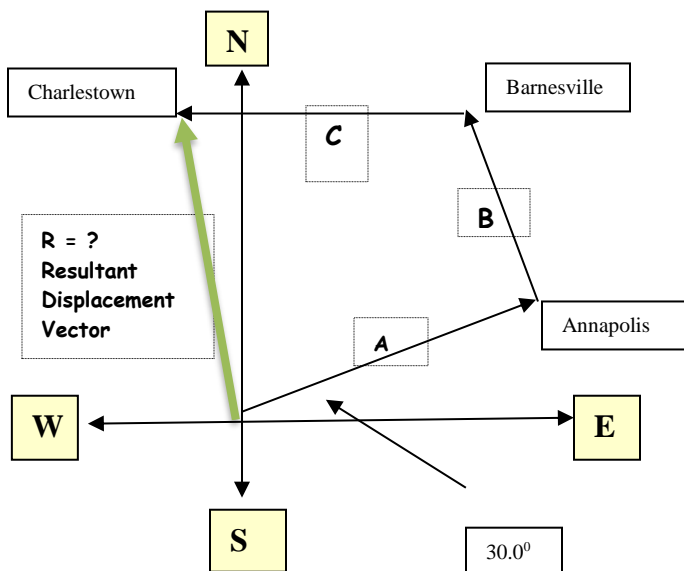 N
Charlestown
Barnesville
C
B
R = ?
Resultant
Displacement
Vector
A
Annapolis
W
E
S
30.0⁰